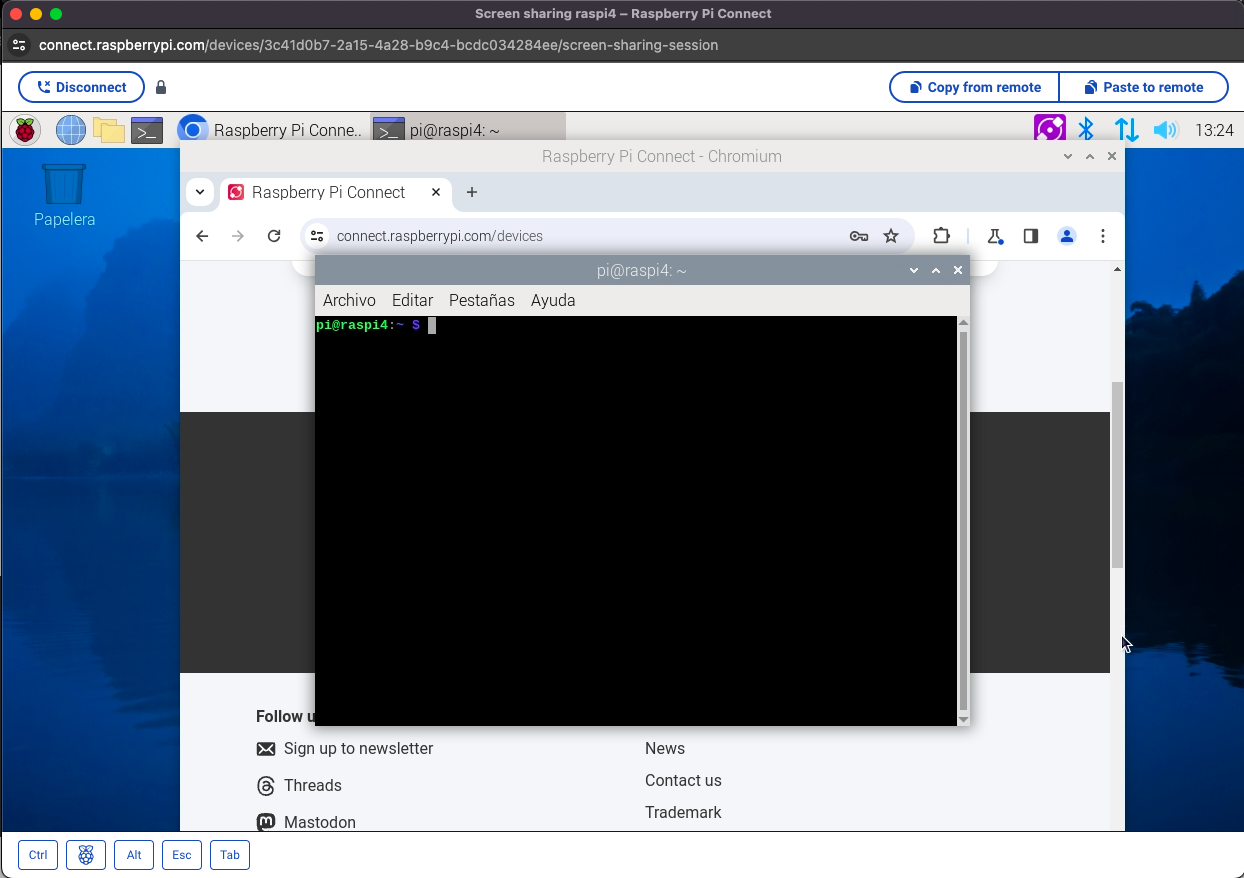 Screen sharing raspi4 – Raspberry Pi Connect
connect.raspberrypi.com/devices/3c41d0b7-2a15-4a28-b9c4-bcdc034284ee/screen-sharing-session
Disconnect
Copy from remote
Paste to remote
Raspberry Pi Conne..
pi@raspi4: ~
13:24
Papelera
Raspberry Pi Connect - Chromium
Raspberry Pi Connect
connect.raspberrypi.com/devices
pi@raspi4: ~
Archivo Editar Pestañas Ayuda
pi@raspi4:~ $
Follow u
Sign up to newsletter
News
Threads
Contact us
Mastodon
Trademark
Ctrl
Alt
Esc
Tab